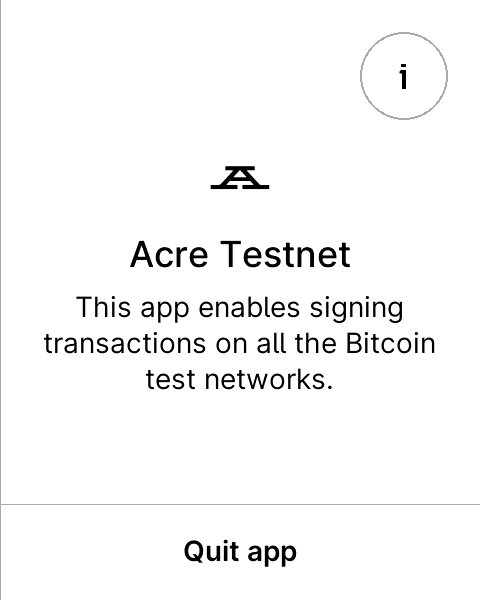 i
Acre Testnet
This app enables signing
transactions on all the Bitcoin
test networks.
Quit app